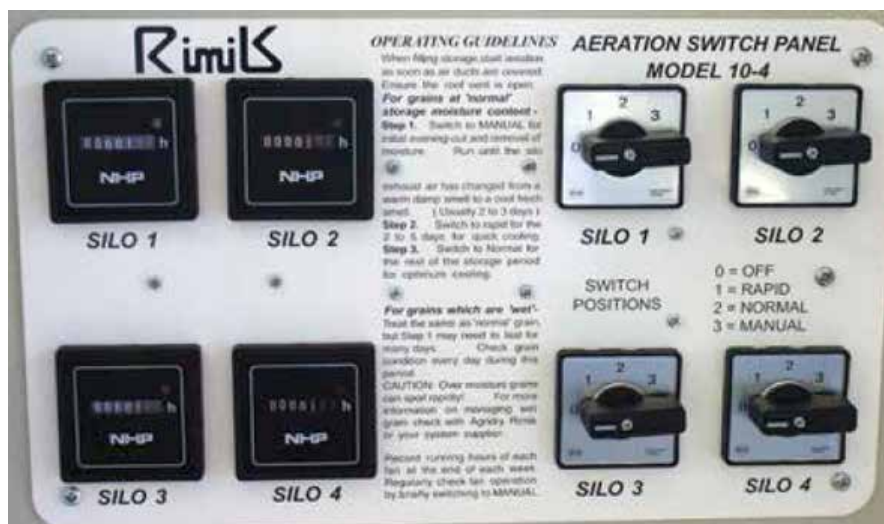 Rimik
OPERATING GUIDELINES
When filling storage start aeration
as soon as air ducts are covered.
Ensure the roof vent is open.
For grains at 'normal'
storage moisture content -
Step 1. Switch to MANUAL for
initial evening-out and removal of
moisture. Run until the silo
exhaust air has changed from a
warm damp smell to a cool fresh
smell. ( Usually 2 to 3 days )
Step 2. Switch to rapid for the
2 to 5 days for quick cooling.
Step 3. Switch to Normal for
the rest of the storage period
for optimum cooling.
For grains which are 'wet'-
Treat the same as 'normal' grain,
but Step 1 may need to last for
many days. Check grain
condition every day during this
period.
CAUTION: Over moisture grains
can spoil rapidly! For more
information on managing wet
grain check with Agridry Rimik
or your system supplier.
Record running hours of each
fan at the end of each week.
Regularly check fan operation
by briefly switching to MANUAL
AERATION SWITCH PANEL
MODEL 10-4
h
NHP
SILO 1
h
NHP
SILO 2
0 1 2 3
SILO 1
0 1 2 3
SILO 2
SWITCH
POSITIONS
0 = OFF
1 = RAPID
2 = NORMAL
3 = MANUAL
h
NHP
SILO 3
h
NHP
SILO 4
0 1 2 3
SILO 3
0 1 2 3
SILO 4